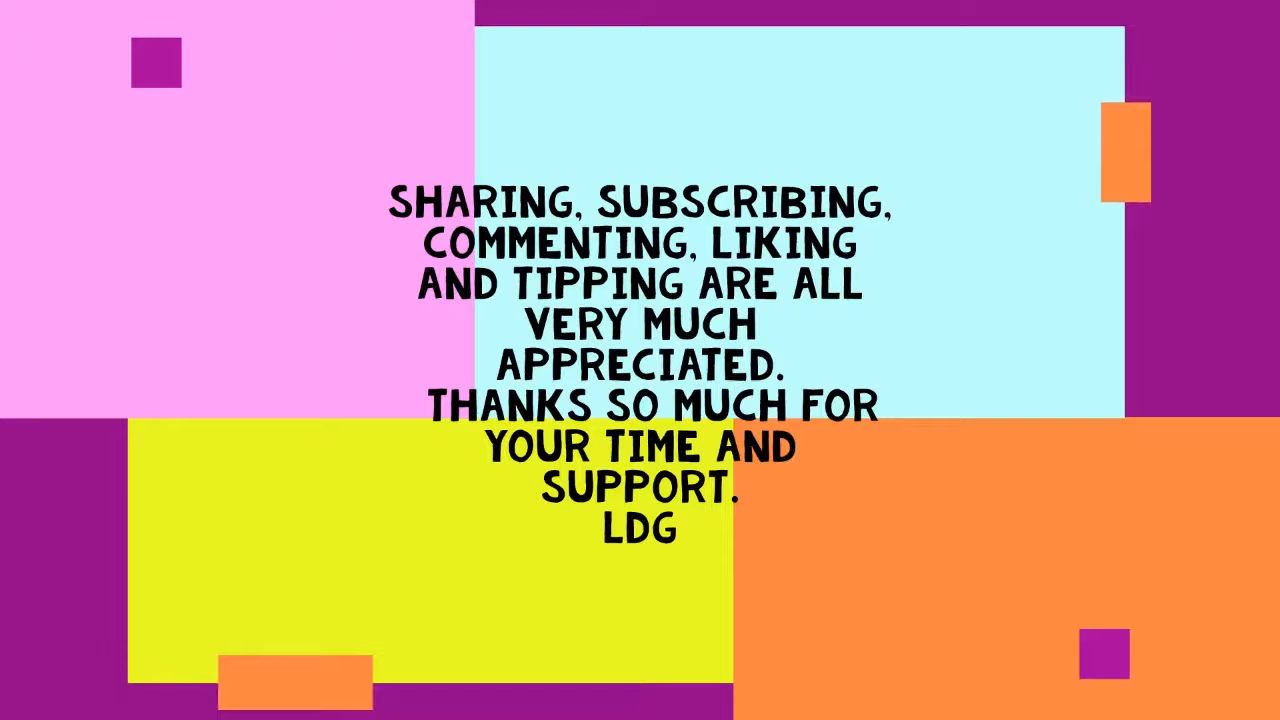 SHARING, SUBSCRIBING,
COMMENTING, LIKING
AND TIPPING ARE ALL
VERY MUCH
APPRECIATED.
THANKS SO MUCH FOR
YOUR TIME AND
SUPPORT.
LDG